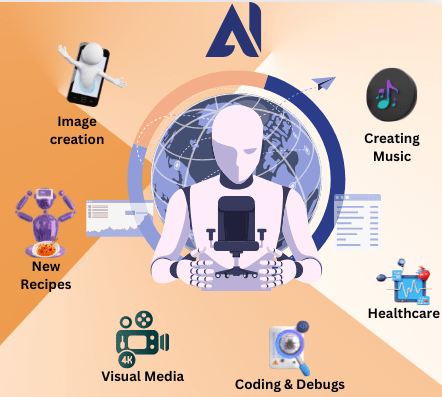 AI
Image
creation
Creating
Music
New
Recipes
Healthcare
4K
Visual Media
Coding & Debugs